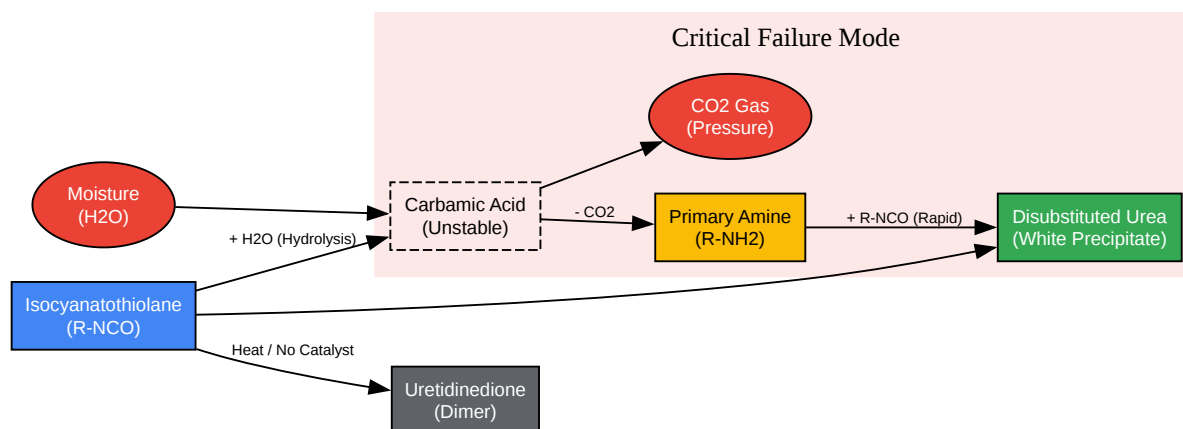 Critical Failure Mode
CO2 Gas
(Pressure)
Moisture
(H2O)
Carbamic Acid
(Unstable)
- CO2
Primary Amine
(R-NH2)
+ R-NCO (Rapid)
Disubstituted Urea
(White Precipitate)
+ H2O (Hydrolysis)
Isocyanatothiolane
(R-NCO)
Heat / No Catalyst
Uretidinedione
(Dimer)